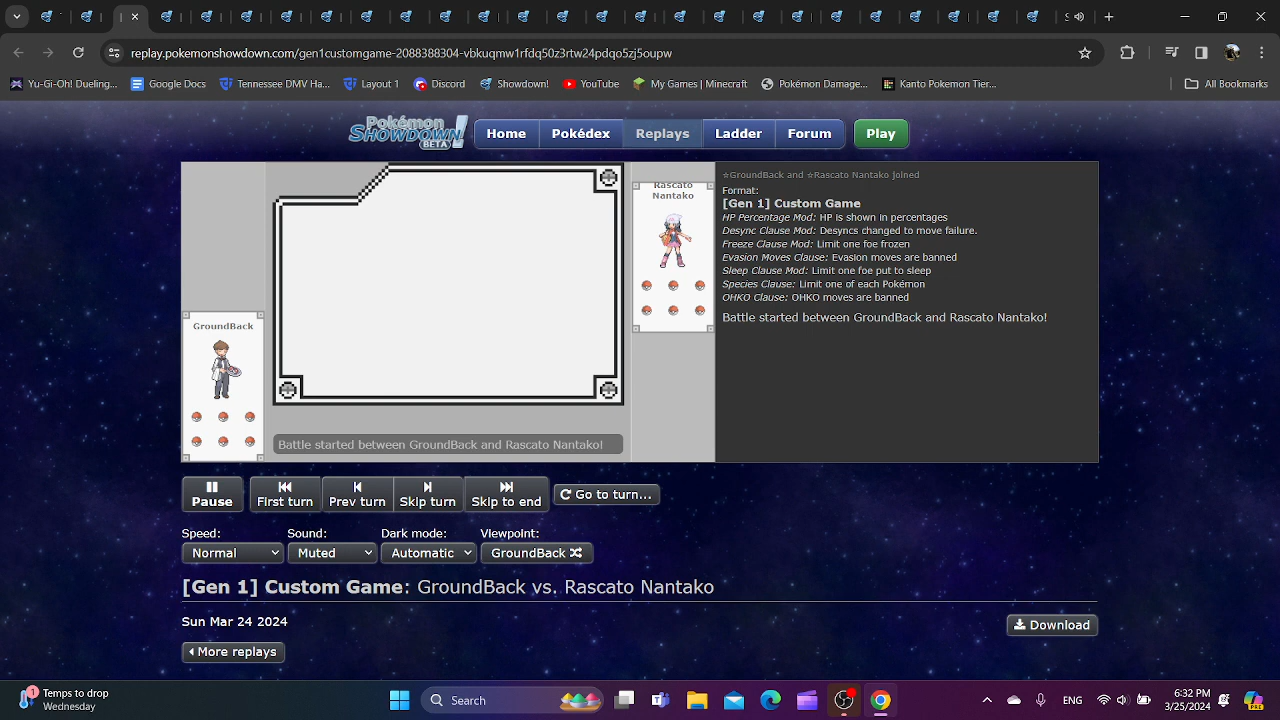 replay.pokemonshowdown.com/gen1customgame-2088388304-vbkuqmw1rfdq50z3rtw24pdqo5zj5oupw
Yu-Gi-Oh! Dueling...
Google Docs
Tennessee DMV Ha...
Layout 1
Discord
Showdown!
YouTube
My Games | Minecraft
Pokémon Damage...
Kanto Pokemon Tier...
All Bookmarks
Pokémon
SHOWDOWN!
BETA
Home
Pokédex
Replays
Ladder
Forum
Play
Rascato
Nantako
GroundBack
Battle started between GroundBack and Rascato Nantako!
☆GroundBack and ☆Rascato Nantako joined
Format:
[Gen 1] Custom Game
HP Percentage Mod: HP is shown in percentages
Desync Clause Mod: Desyncs changed to move failure.
Freeze Clause Mod: Limit one foe frozen
Evasion Moves Clause: Evasion moves are banned
Sleep Clause Mod: Limit one foe put to sleep
Species Clause: Limit one of each Pokémon
OHKO Clause: OHKO moves are banned
Battle started between GroundBack and Rascato Nantako!
Pause
First turn
Prev turn
Skip turn
Skip to end
Go to turn...
Speed:
Sound:
Dark mode:
Viewpoint:
Normal
Muted
Automatic
GroundBack
[Gen 1] Custom Game: GroundBack vs. Rascato Nantako
Sun Mar 24 2024
Download
More replays
1
Temps to drop
Wednesday
Search
ENG
6:32 PM
3/25/2024
PRE